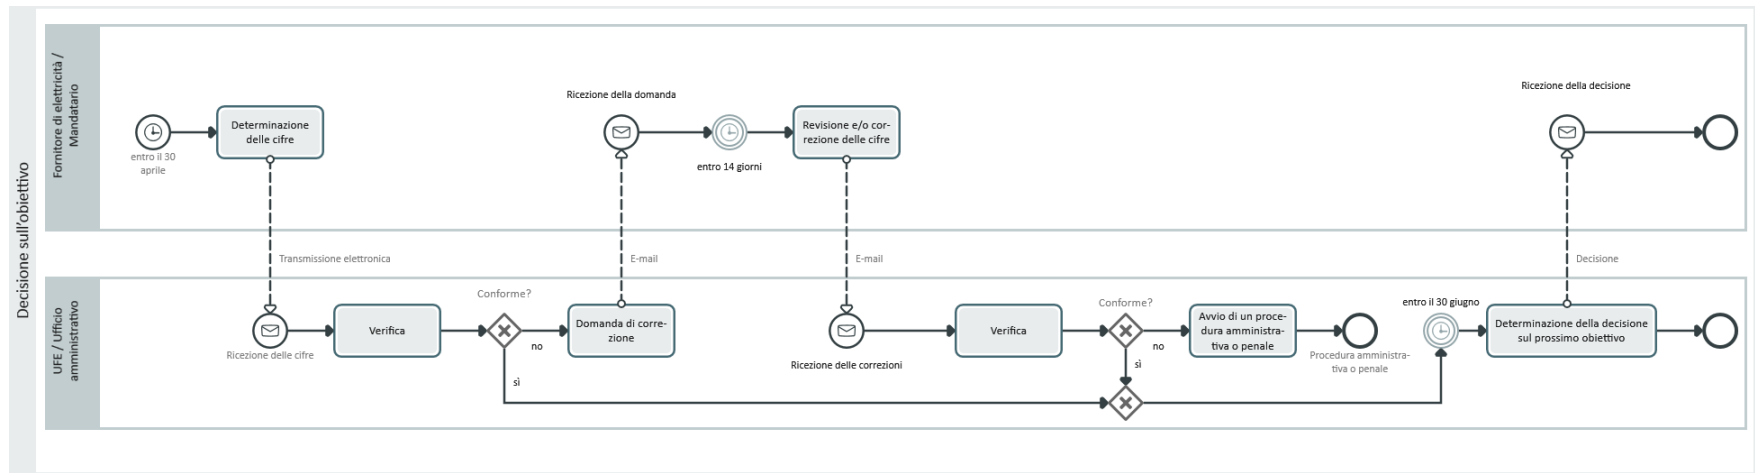 Decisione sull'obiettivo
Fornitore di elettricità /
Mandatario
entro il 30
aprile
Determinazione
delle cifre
Ricezione della domanda
entro 14 giorni
Revisione e/o cor-
rezione delle cifre
Ricezione della decisione
Transmissione elettronica
E-mail
E-mail
Decisione
UFE / Ufficio
amministrativo
Ricezione delle cifre
Verifica
Conforme?
no
sì
Domanda di corre-
zione
Ricezione delle correzioni
Verifica
Conforme?
no
sì
Avvio di un proce-
dura amministra-
tiva o penale
Procedura amministra-
tiva o penale
entro il 30 giugno
Determinazione della decisione
sul prossimo obiettivo